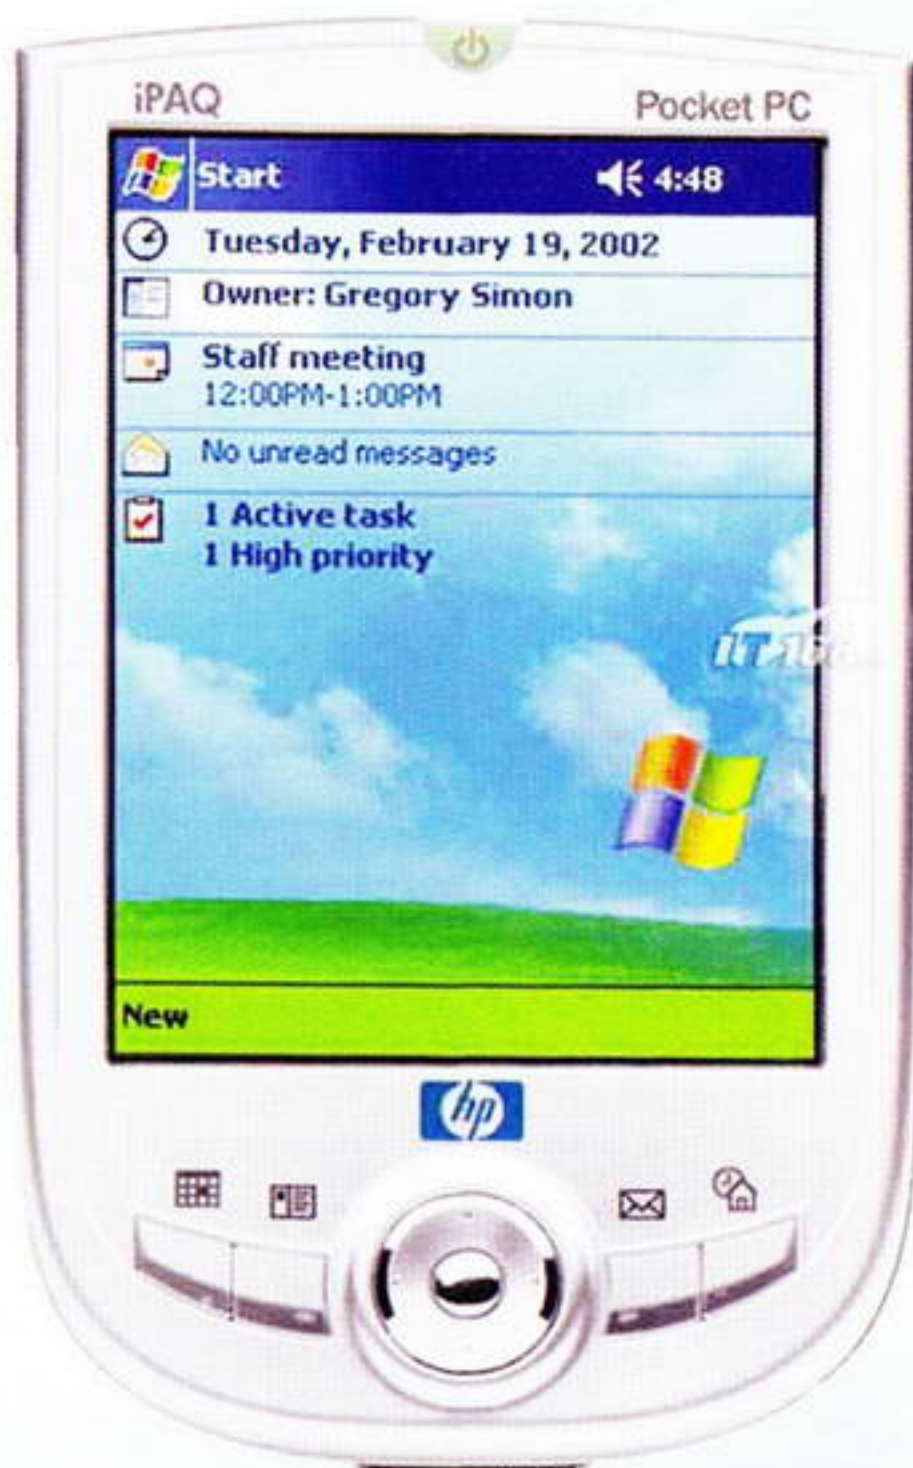 iPAQ
Pocket PC
Start
4:48
Tuesday, February 19, 2002
Owner: Gregory Simon
Staff meeting
12:00PM-1:00PM
No unread messages
1 Active task
1 High priority
New
hp